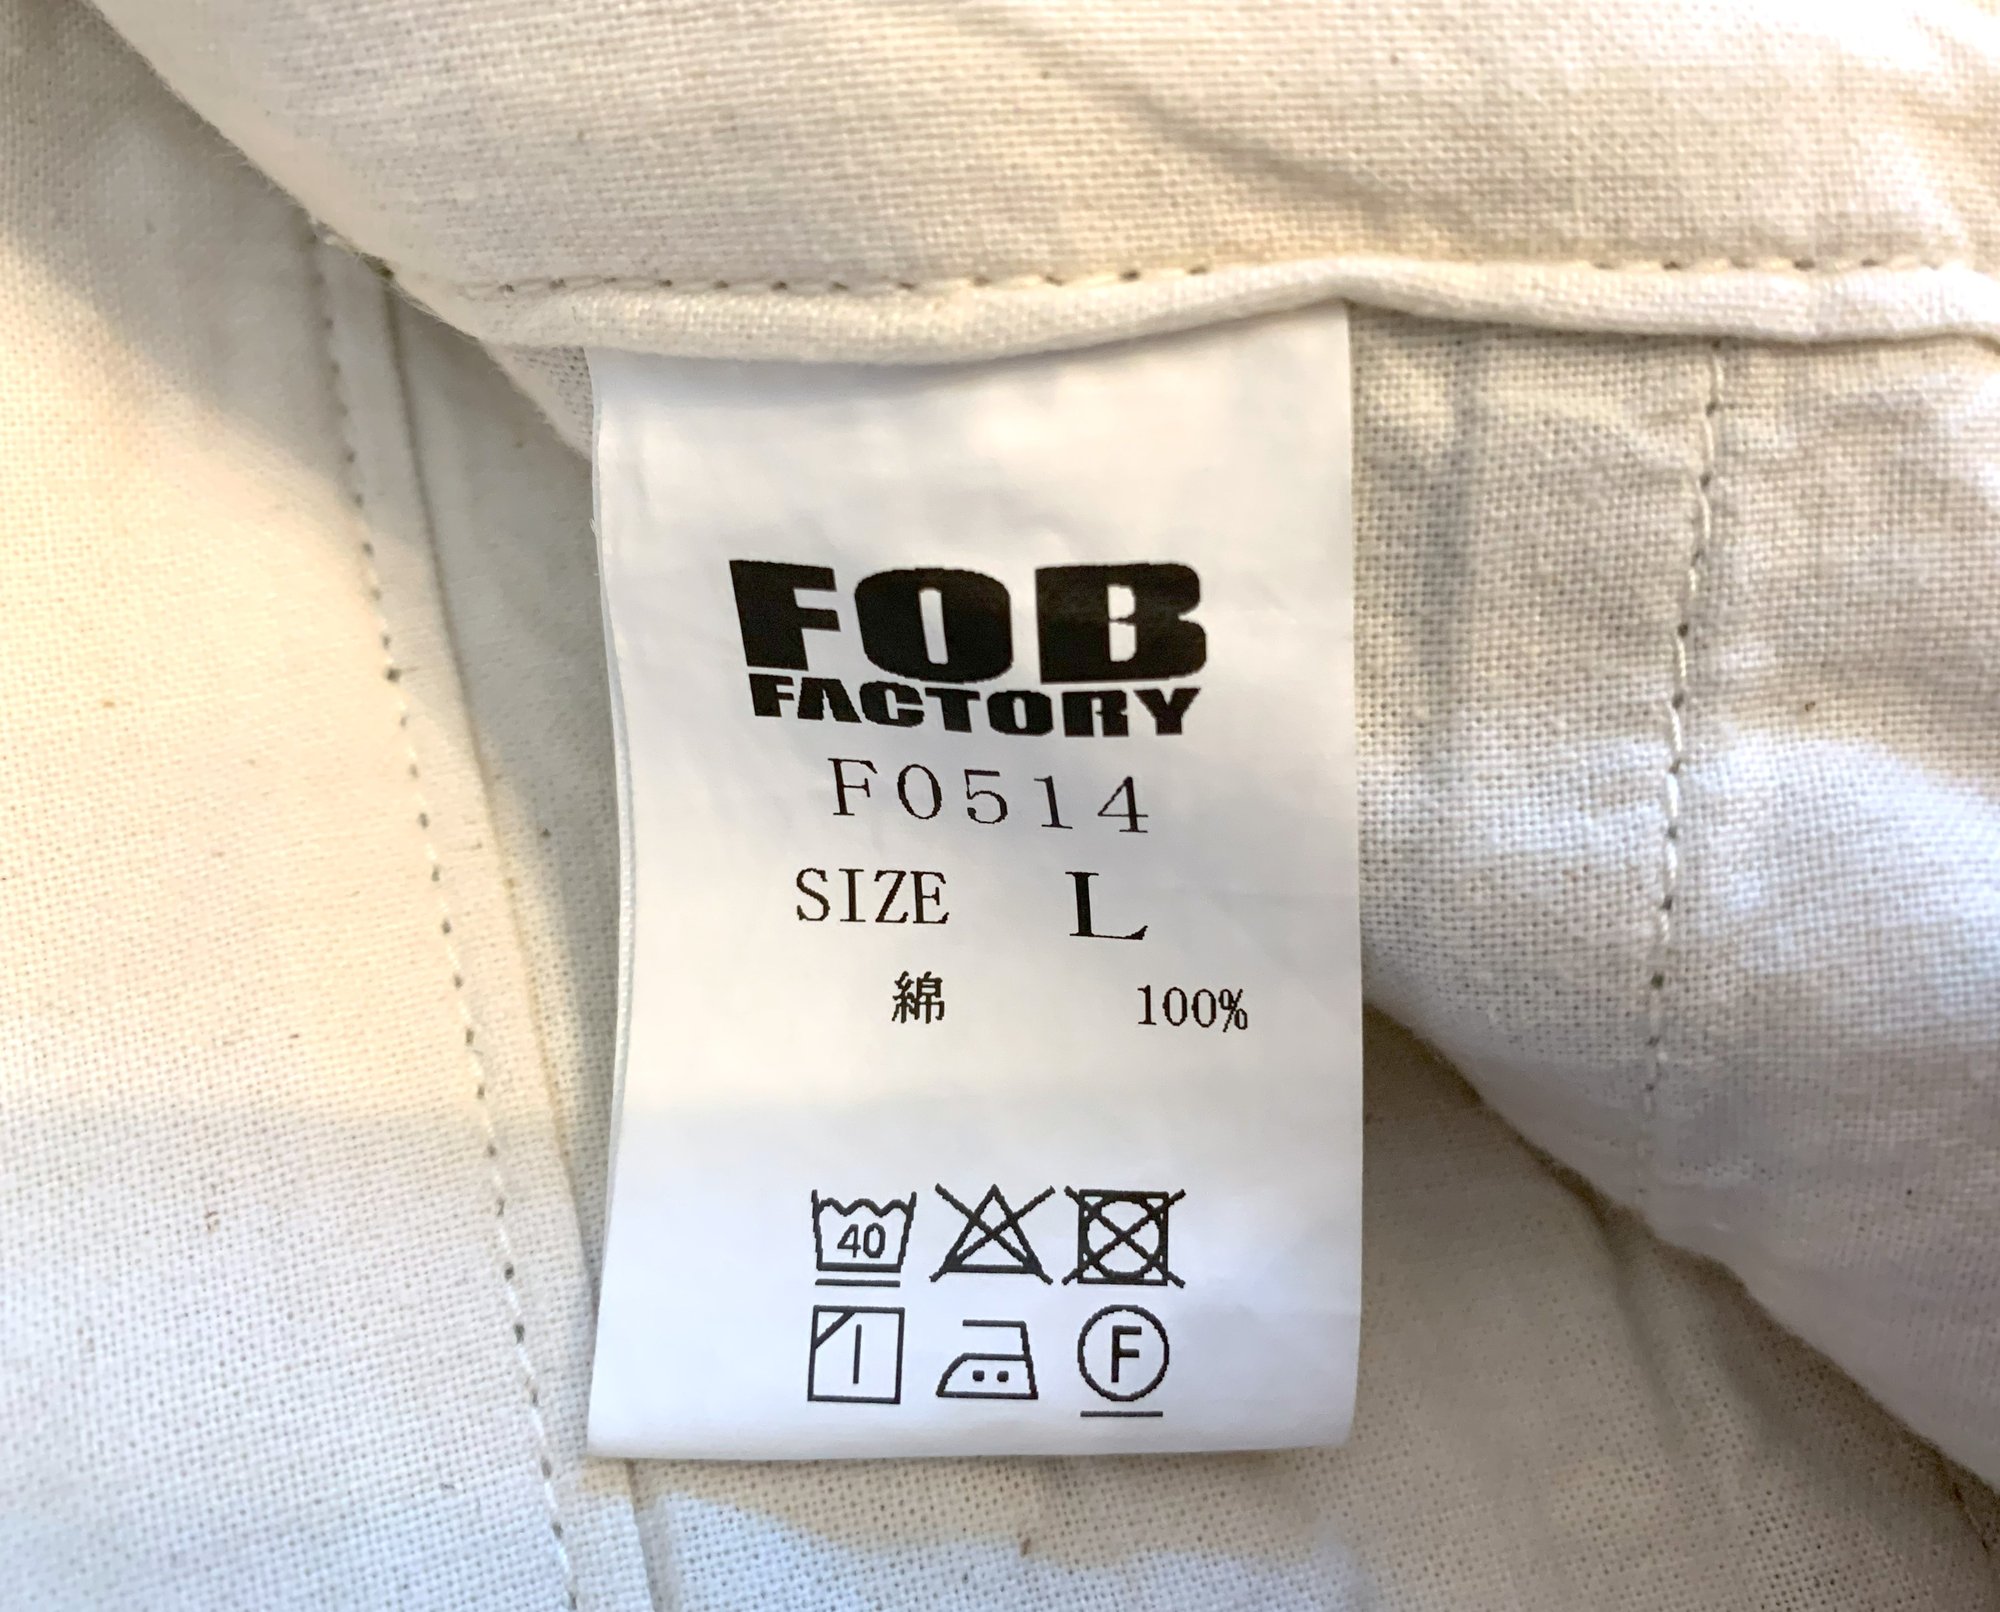 FOB
FACTORY
F0514
SIZE L
綿 100%
40
F